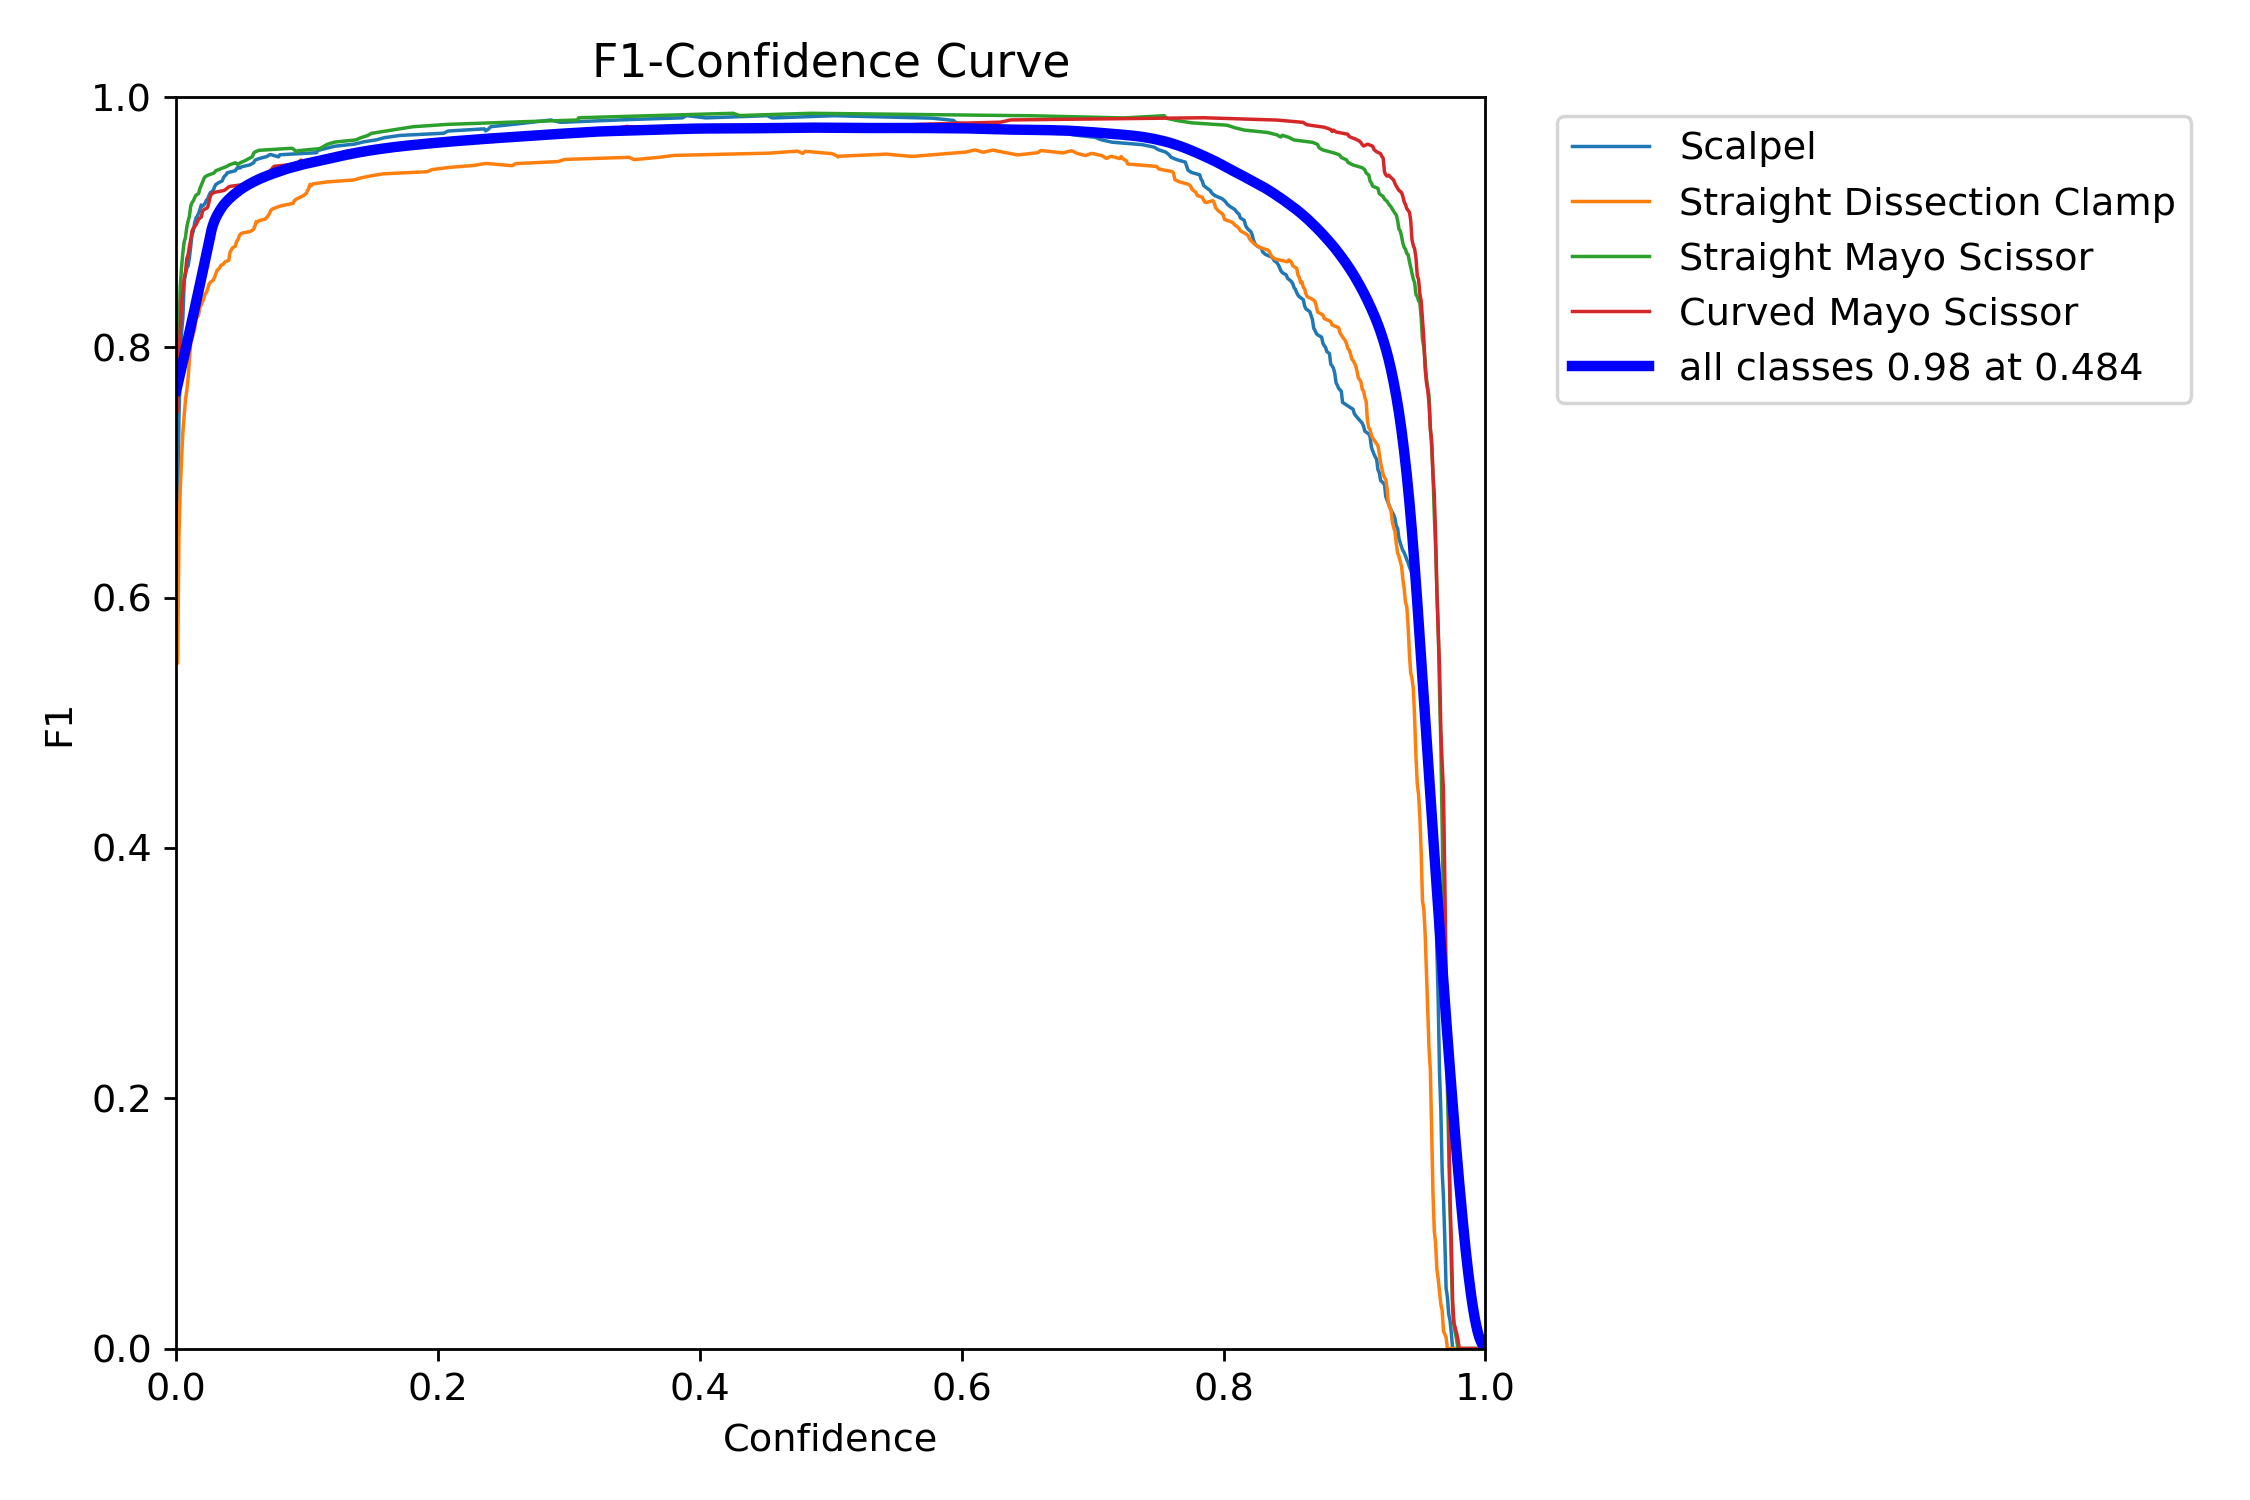 F1-Confidence Curve
1.0
0.8
0.6
0.4
0.2
0.0
F1
0.0 0.2 0.4 0.6 0.8 1.0
Confidence
Scalpel
Straight Dissection Clamp
Straight Mayo Scissor
Curved Mayo Scissor
all classes 0.98 at 0.484